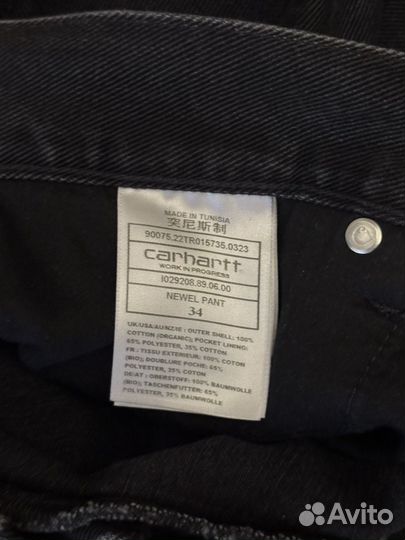 MADE IN TUNISIA
突尼斯制
90075.22TR015735.0323
carhartt
WORK IN PROGRESS
I029208.89.06.00
NEWEL PANT
34
UK/USA/AU/NZ/IE : OUTER SHELL: 100%
COTTON (ORGANIC); POCKET LINING:
65% POLYESTER, 35% COTTON
FR : TISSU EXTERIEUR: 100% COTON
(BIO); DOUBLURE POCHE: 65%
POLYESTER, 35% COTON
DE/AT : OBERSTOFF: 100% BAUMWOLLE
(BIO); TASCHENFUTTER: 65%
POLYESTER, 35% BAUMWOLLE
Avito